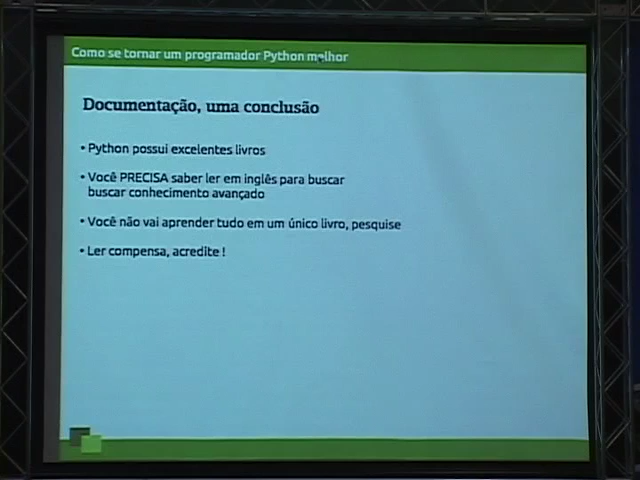 Como se tornar um programador Python melhor
Documentação, uma conclusão
• Python possui excelentes livros
• Você PRECISA saber ler em inglês para buscar
buscar conhecimento avançado
• Você não vai aprender tudo em um único livro, pesquise
• Ler compensa, acredite !